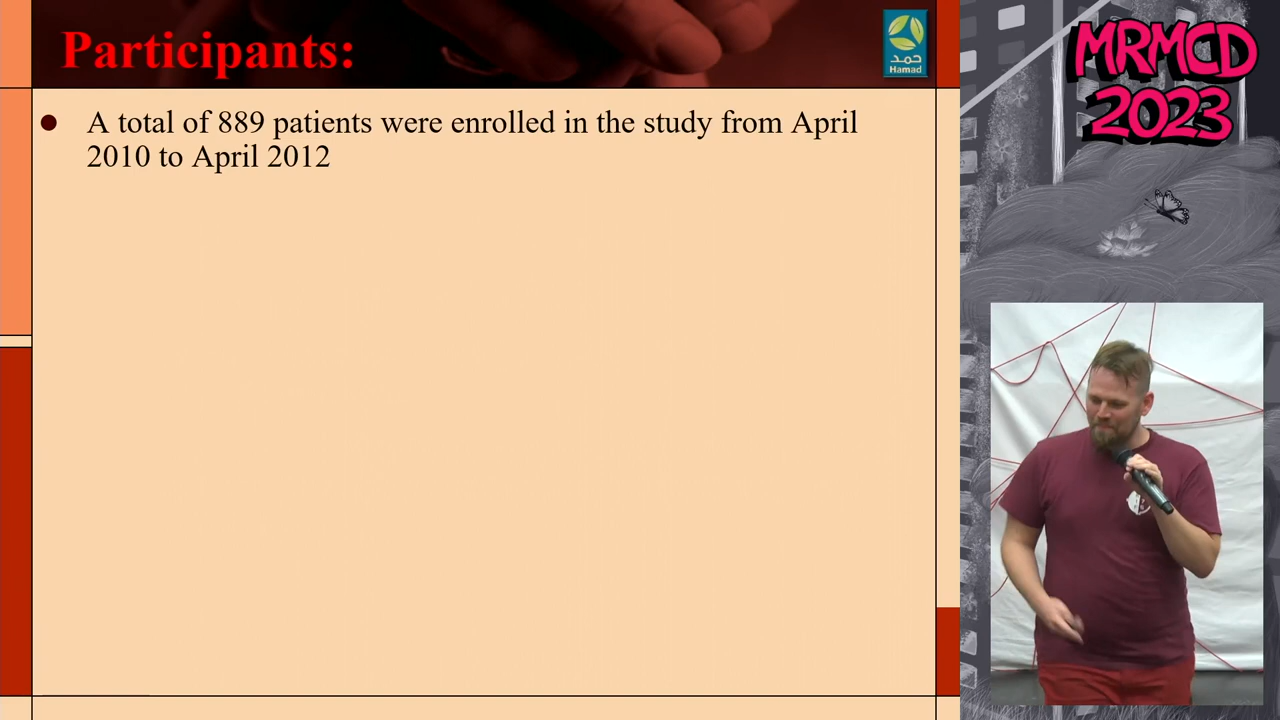 Participants:
حمد
Hamad
A total of 889 patients were enrolled in the study from April
2010 to April 2012
MRMCD
2023